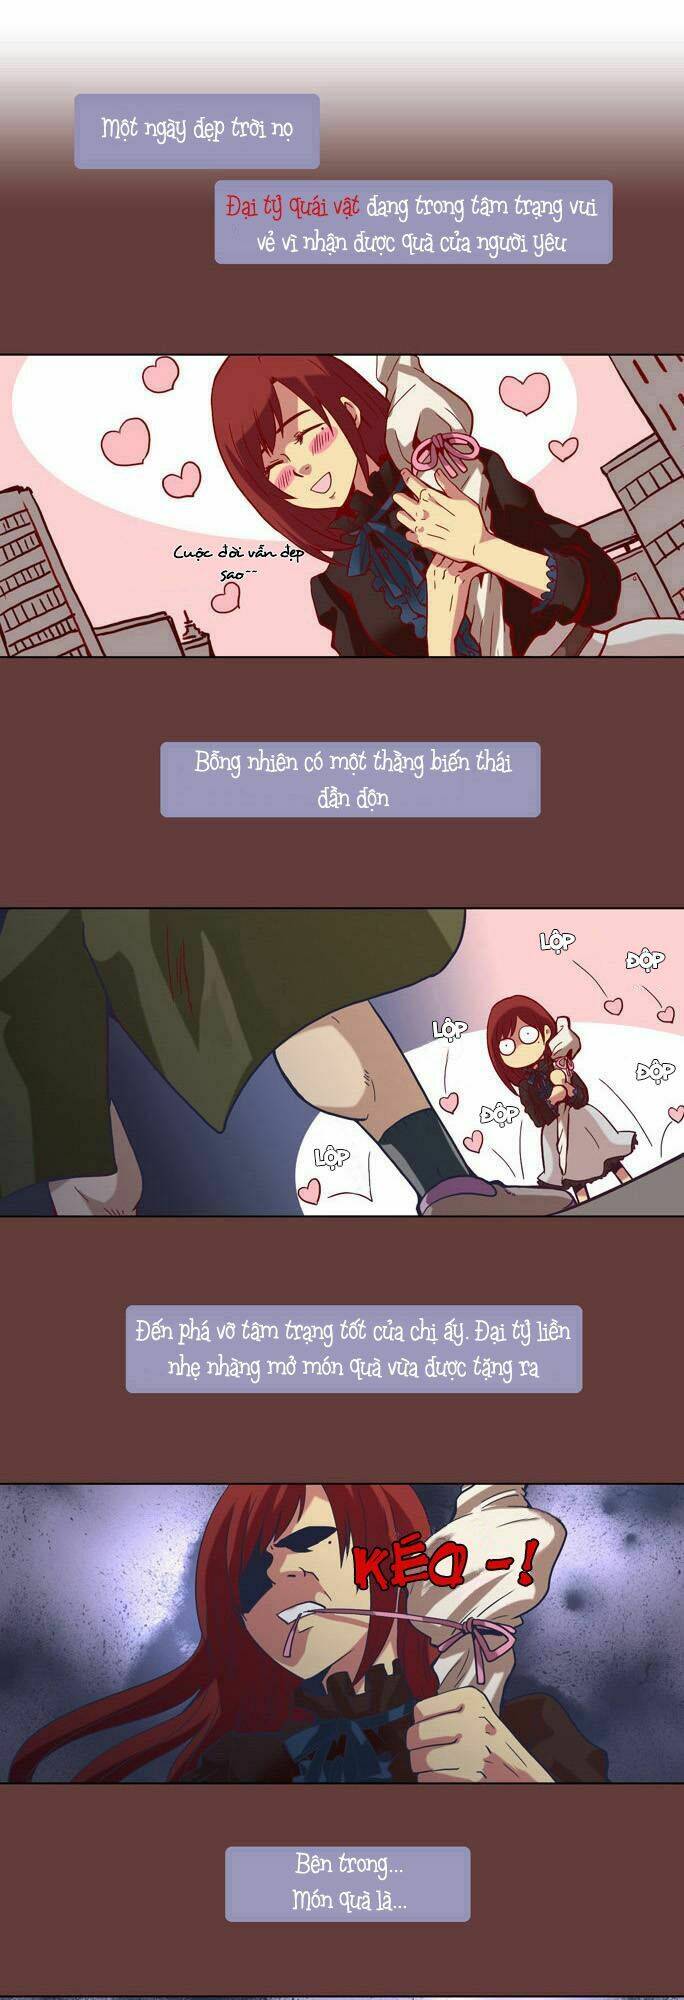 Một ngày đẹp trời nọ
Đại tỷ quái vật đang trong tâm trạng vui
vẻ vì nhận được quà của người yêu
Cuộc đời vẫn đẹp
sao~~
Bỗng nhiên có một thằng biến thái
đần độn
LỘP
ĐỘP
LỘP
ĐỘP
ĐỘP
LỘP
Đến phá vỡ tâm trạng tốt của chị ấy. Đại tỷ liền
nhẹ nhàng mở món quà vừa được tặng ra
KÉO -!
Bên trong...
Món quà là...